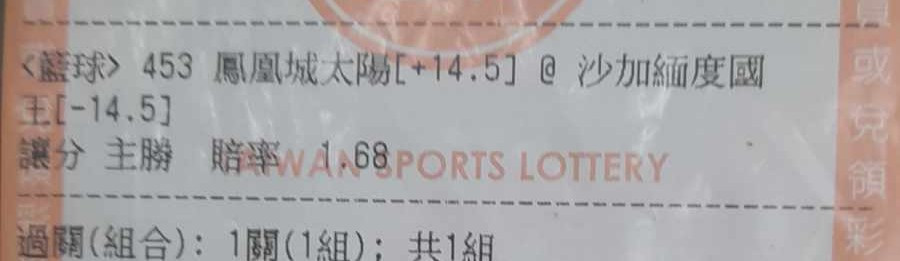 <籃球> 453 鳳凰城太陽[+14.5] @ 沙加緬度國
王[-14.5]
讓分 主勝 賠率 1.68
TAIWAN SPORTS LOTTERY
過關(組合): 1關(1組); 共1組
或兌領彩